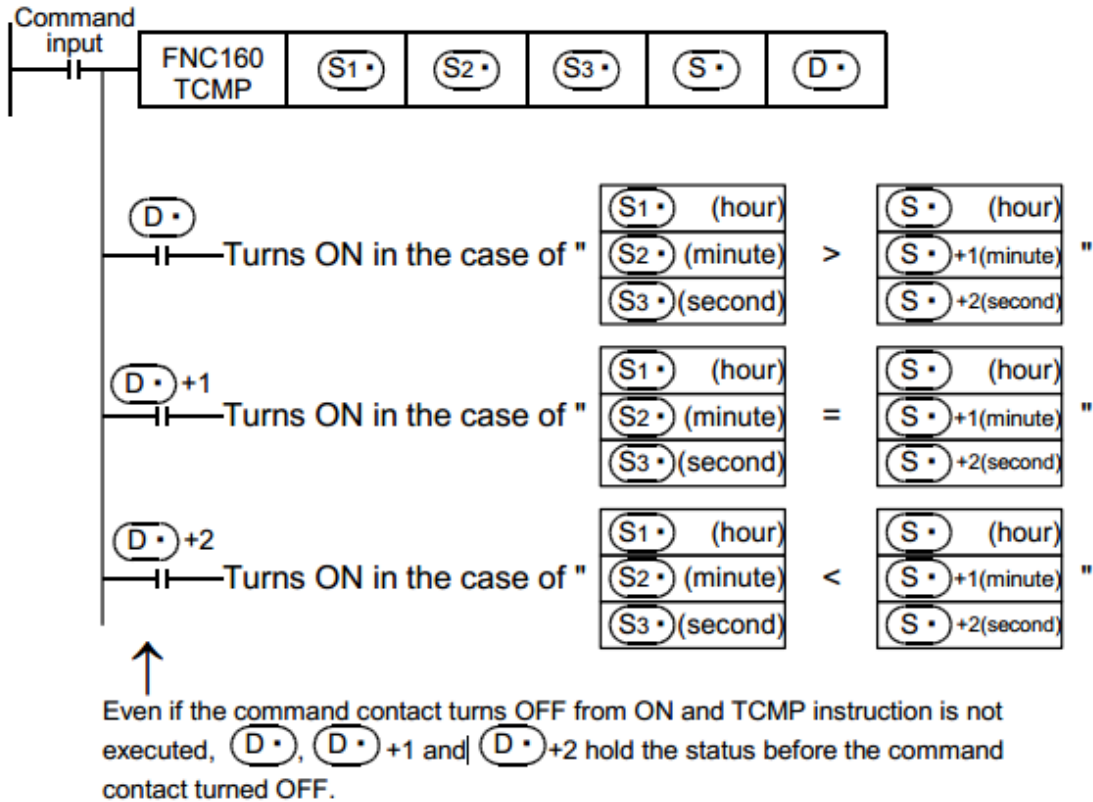 Command
input
FNC160
TCMP
S1・
S2・
S3・
S・
D・
D・
Turns ON in the case of "
S1・ (hour)
S2・ (minute)
S3・ (second)
>
S・ (hour)
S・ +1(minute)
S・ +2(second)
"
D・ +1
Turns ON in the case of "
S1・ (hour)
S2・ (minute)
S3・ (second)
=
S・ (hour)
S・ +1(minute)
S・ +2(second)
"
D・ +2
Turns ON in the case of "
S1・ (hour)
S2・ (minute)
S3・ (second)
<
S・ (hour)
S・ +1(minute)
S・ +2(second)
"
Even if the command contact turns OFF from ON and TCMP instruction is not
executed, D・, D・ +1 and D・ +2 hold the status before the command
contact turned OFF.